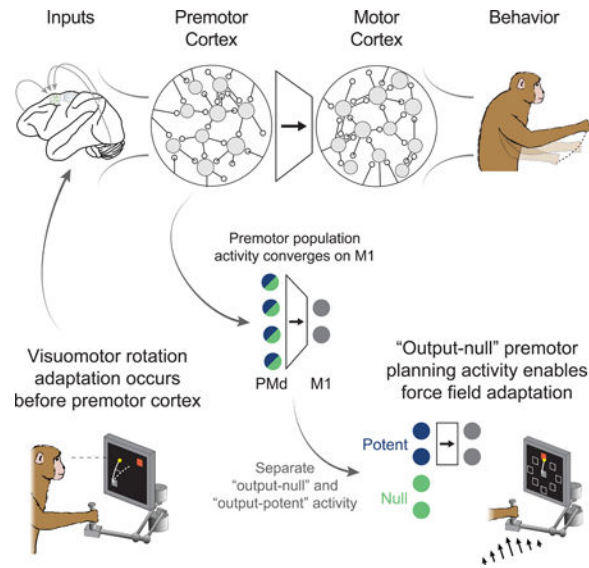 Inputs
Premotor
Cortex
Motor
Cortex
Behavior
Premotor population
activity converges on M1
PMd
M1
Visuomotor rotation
adaptation occurs
before premotor cortex
"Output-null" premotor
planning activity enables
force field adaptation
Separate
"output-null" and
"output-potent" activity
Potent
Null